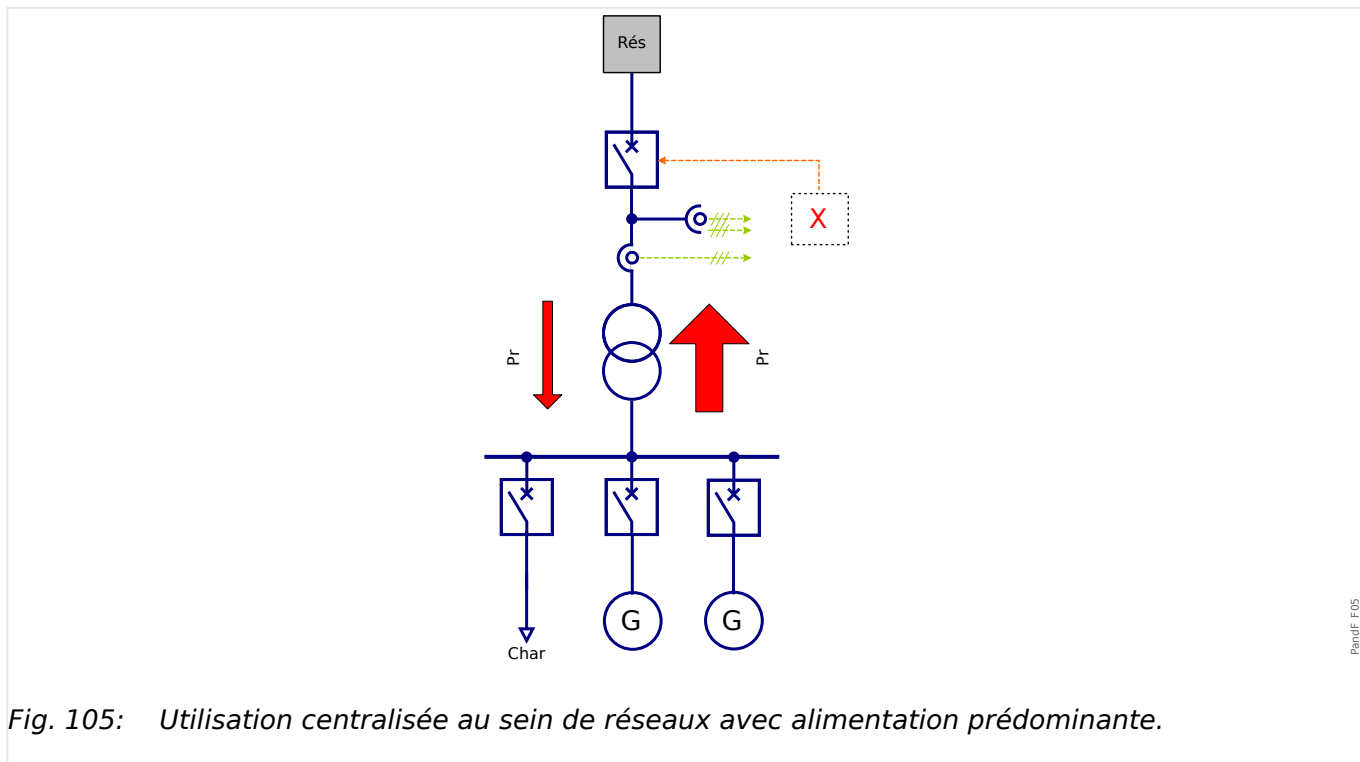 Rés
X
Pr
Pr
G
G
Char
PandF_F05
Fig. 105: Utilisation centralisée au sein de réseaux avec alimentation prédominante.